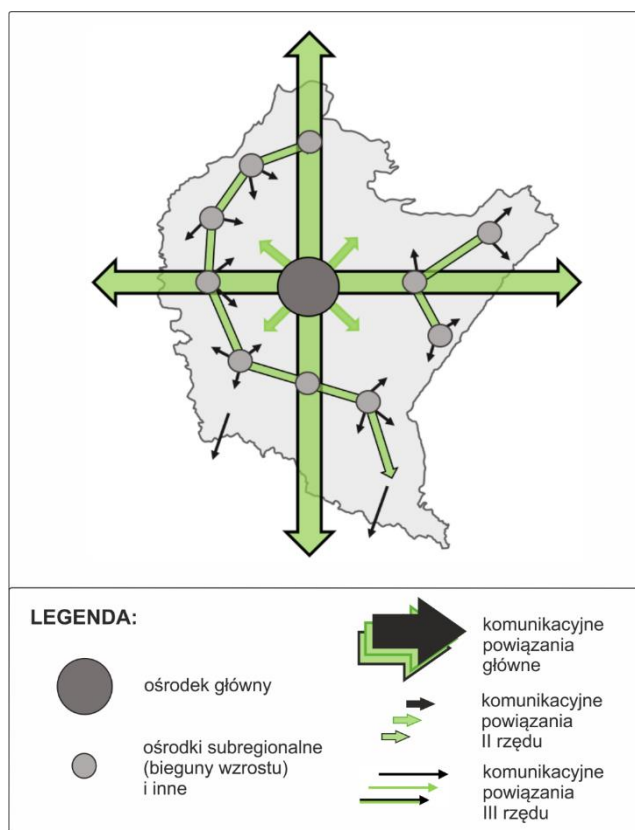 LEGENDA:
ośrodek główny
ośrodki subregionalne
(bieguny wzrostu)
i inne
komunikacyjne
powiązania
główne
komunikacyjne
powiązania
II rzędu
komunikacyjne
powiązania
III rzędu